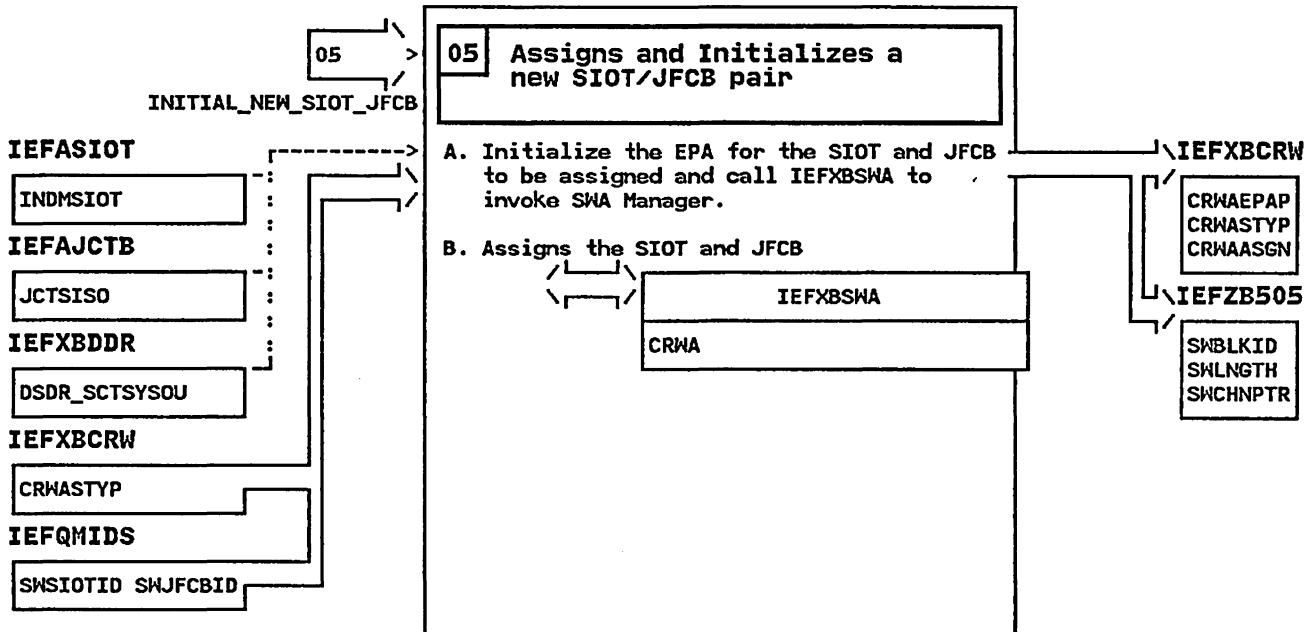 05
INITIAL_NEW_SIOT_JFCB
05 Assigns and Initializes a
new SIOT/JFCB pair
IEFASIOT
INDMSIOT
IEFAJCTB
JCTSISO
IEFXBDDR
DSDR_SCTSYSOU
IEFXBCRW
CRWASTYP
IEFQMIDS
SWSIOTID SWJFCBID
A. Initialize the EPA for the SIOT and JFCB
to be assigned and call IEFXBSWA to
invoke SWA Manager.
B. Assigns the SIOT and JFCB
IEFXBSWA
CRWA
IEFXBCRW
CRWAEPAP
CRWASTYP
CRWAASGN
IEFZB505
SWBLKID
SWLNGTH
SWCHNPTR